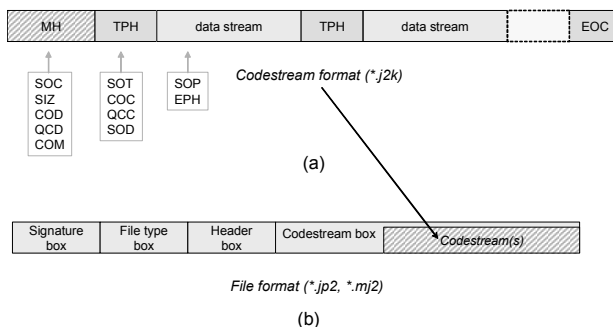 MH TPH data stream TPH data stream EOC
SOC
SIZ
COD
QCD
COM
SOT
COC
QCC
SOD
SOP
EPH
Codestream format (*.j2k)
(a)
Signature box
File type box
Header box
Codestream box
Codestream(s)
File format (*.jp2, *.mj2)
(b)